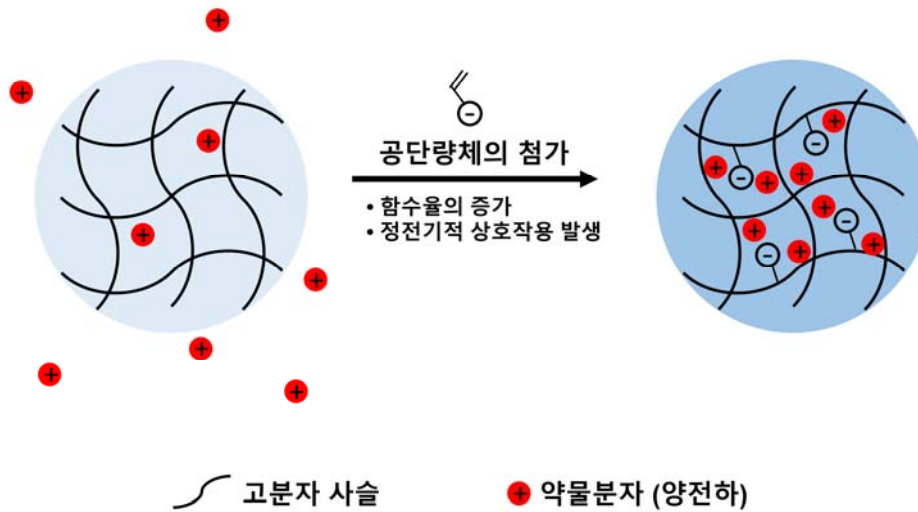 공단량체의 첨가
• 함수율의 증가
• 정전기적 상호작용 발생
고분자 사슬
약물분자 (양전하)